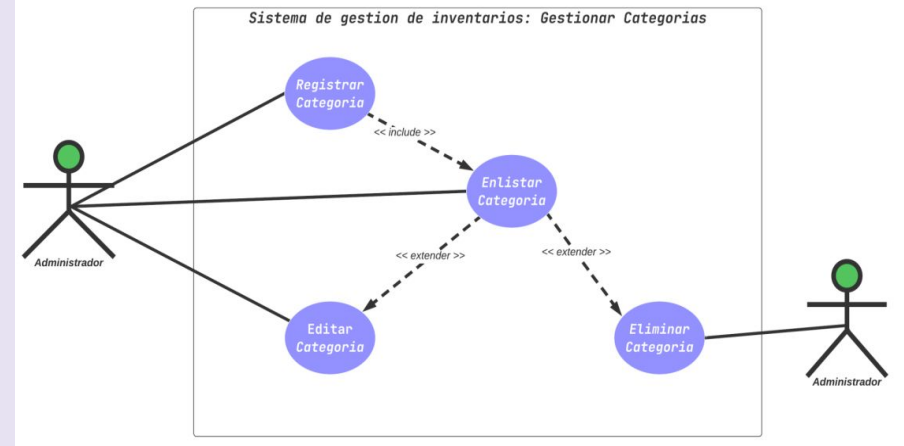 Sistema de gestion de inventarios: Gestionar Categorias
Registrar
Categoria
<< include >>
Enlistar
Categoria
<< extender >>
<< extender >>
Administrador
Editar
Categoria
Eliminar
Categoria
Administrador